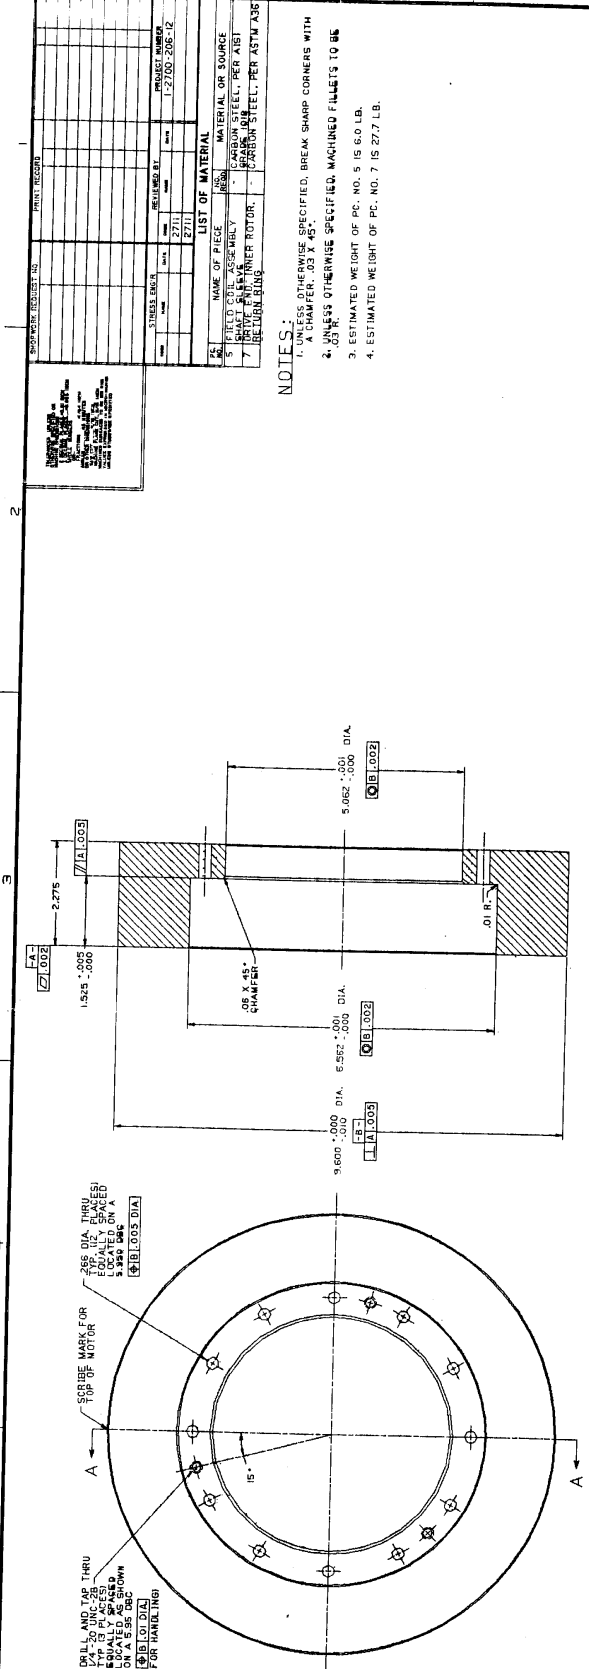 SHOPWORK REQUEST NO.
PRINT RECORD
STRESS ENG'R
REVIEWED BY
PROJECT NUMBER
NAME
DATE
NAME
DATE
1-2700-206-12
2711
2711
LIST OF MATERIAL
PC. NO.
NAME OF PIECE
NO. REQD.
MATERIAL OR SOURCE
5
FIELD COIL ASSEMBLY
SHAFT SLEEVE
-
CARBON STEEL, PER AISI
GRADE 1018
7
DRIVE END, INNER ROTOR,
RETURN RING
-
CARBON STEEL, PER ASTM A36
NOTES:
1. UNLESS OTHERWISE SPECIFIED, BREAK SHARP CORNERS WITH
A CHAMFER, .03 X 45°.
2. UNLESS OTHERWISE SPECIFIED, MACHINED FILLETS TO BE
.03 R.
3. ESTIMATED WEIGHT OF PC. NO. 5 IS 6.0 LB.
4. ESTIMATED WEIGHT OF PC. NO. 7 IS 27.7 LB.
2
3
-A-
.002
2.275
A .005
1.525 +.005
-.000
.06 X 45°
CHAMFER
.01 R.
5.062 +.001 DIA.
-.000
B .002
6.562 +.001 DIA.
-.000
B .002
9.600 +.000 DIA.
-.010
-B-
A .005
DRILL AND TAP THRU
1/4-20 UNC-2B
TYP (3 PLACES)
EQUALLY SPACED
LOCATED AS SHOWN
ON A 5.95 DBC
B .01 DIA
FOR HANDLING)
SCRIBE MARK FOR
TOP OF MOTOR
.266 DIA. THRU
TYP. (12 PLACES)
EQUALLY SPACED
LOCATED ON A
5.950 DBC
B .005 DIA
15°
A
A